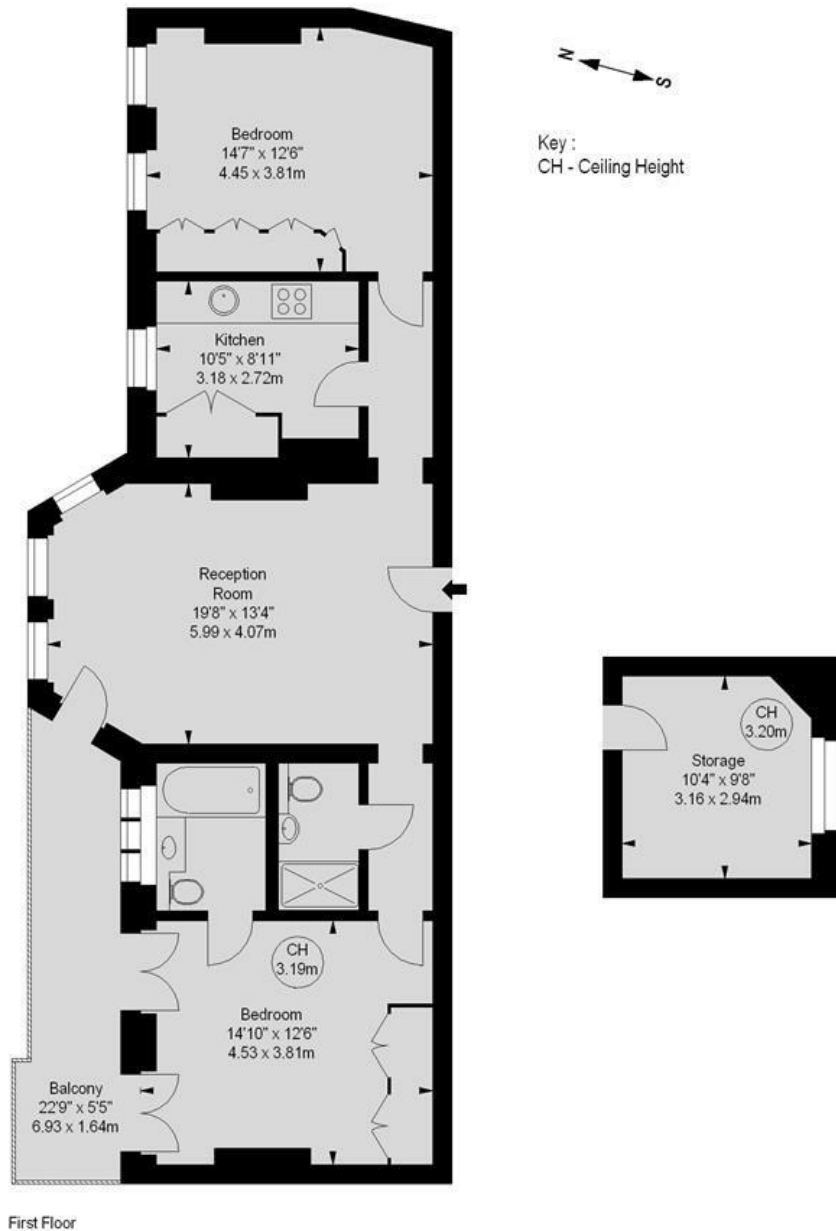 N
S
Key :
CH - Ceiling Height
Bedroom
14'7" x 12'6"
4.45 x 3.81m
Kitchen
10'5" x 8'11"
3.18 x 2.72m
Reception
Room
19'8" x 13'4"
5.99 x 4.07m
CH
3.20m
Storage
10'4" x 9'8"
3.16 x 2.94m
CH
3.19m
Bedroom
14'10" x 12'6"
4.53 x 3.81m
Balcony
22'9" x 5'5"
6.93 x 1.64m
First Floor